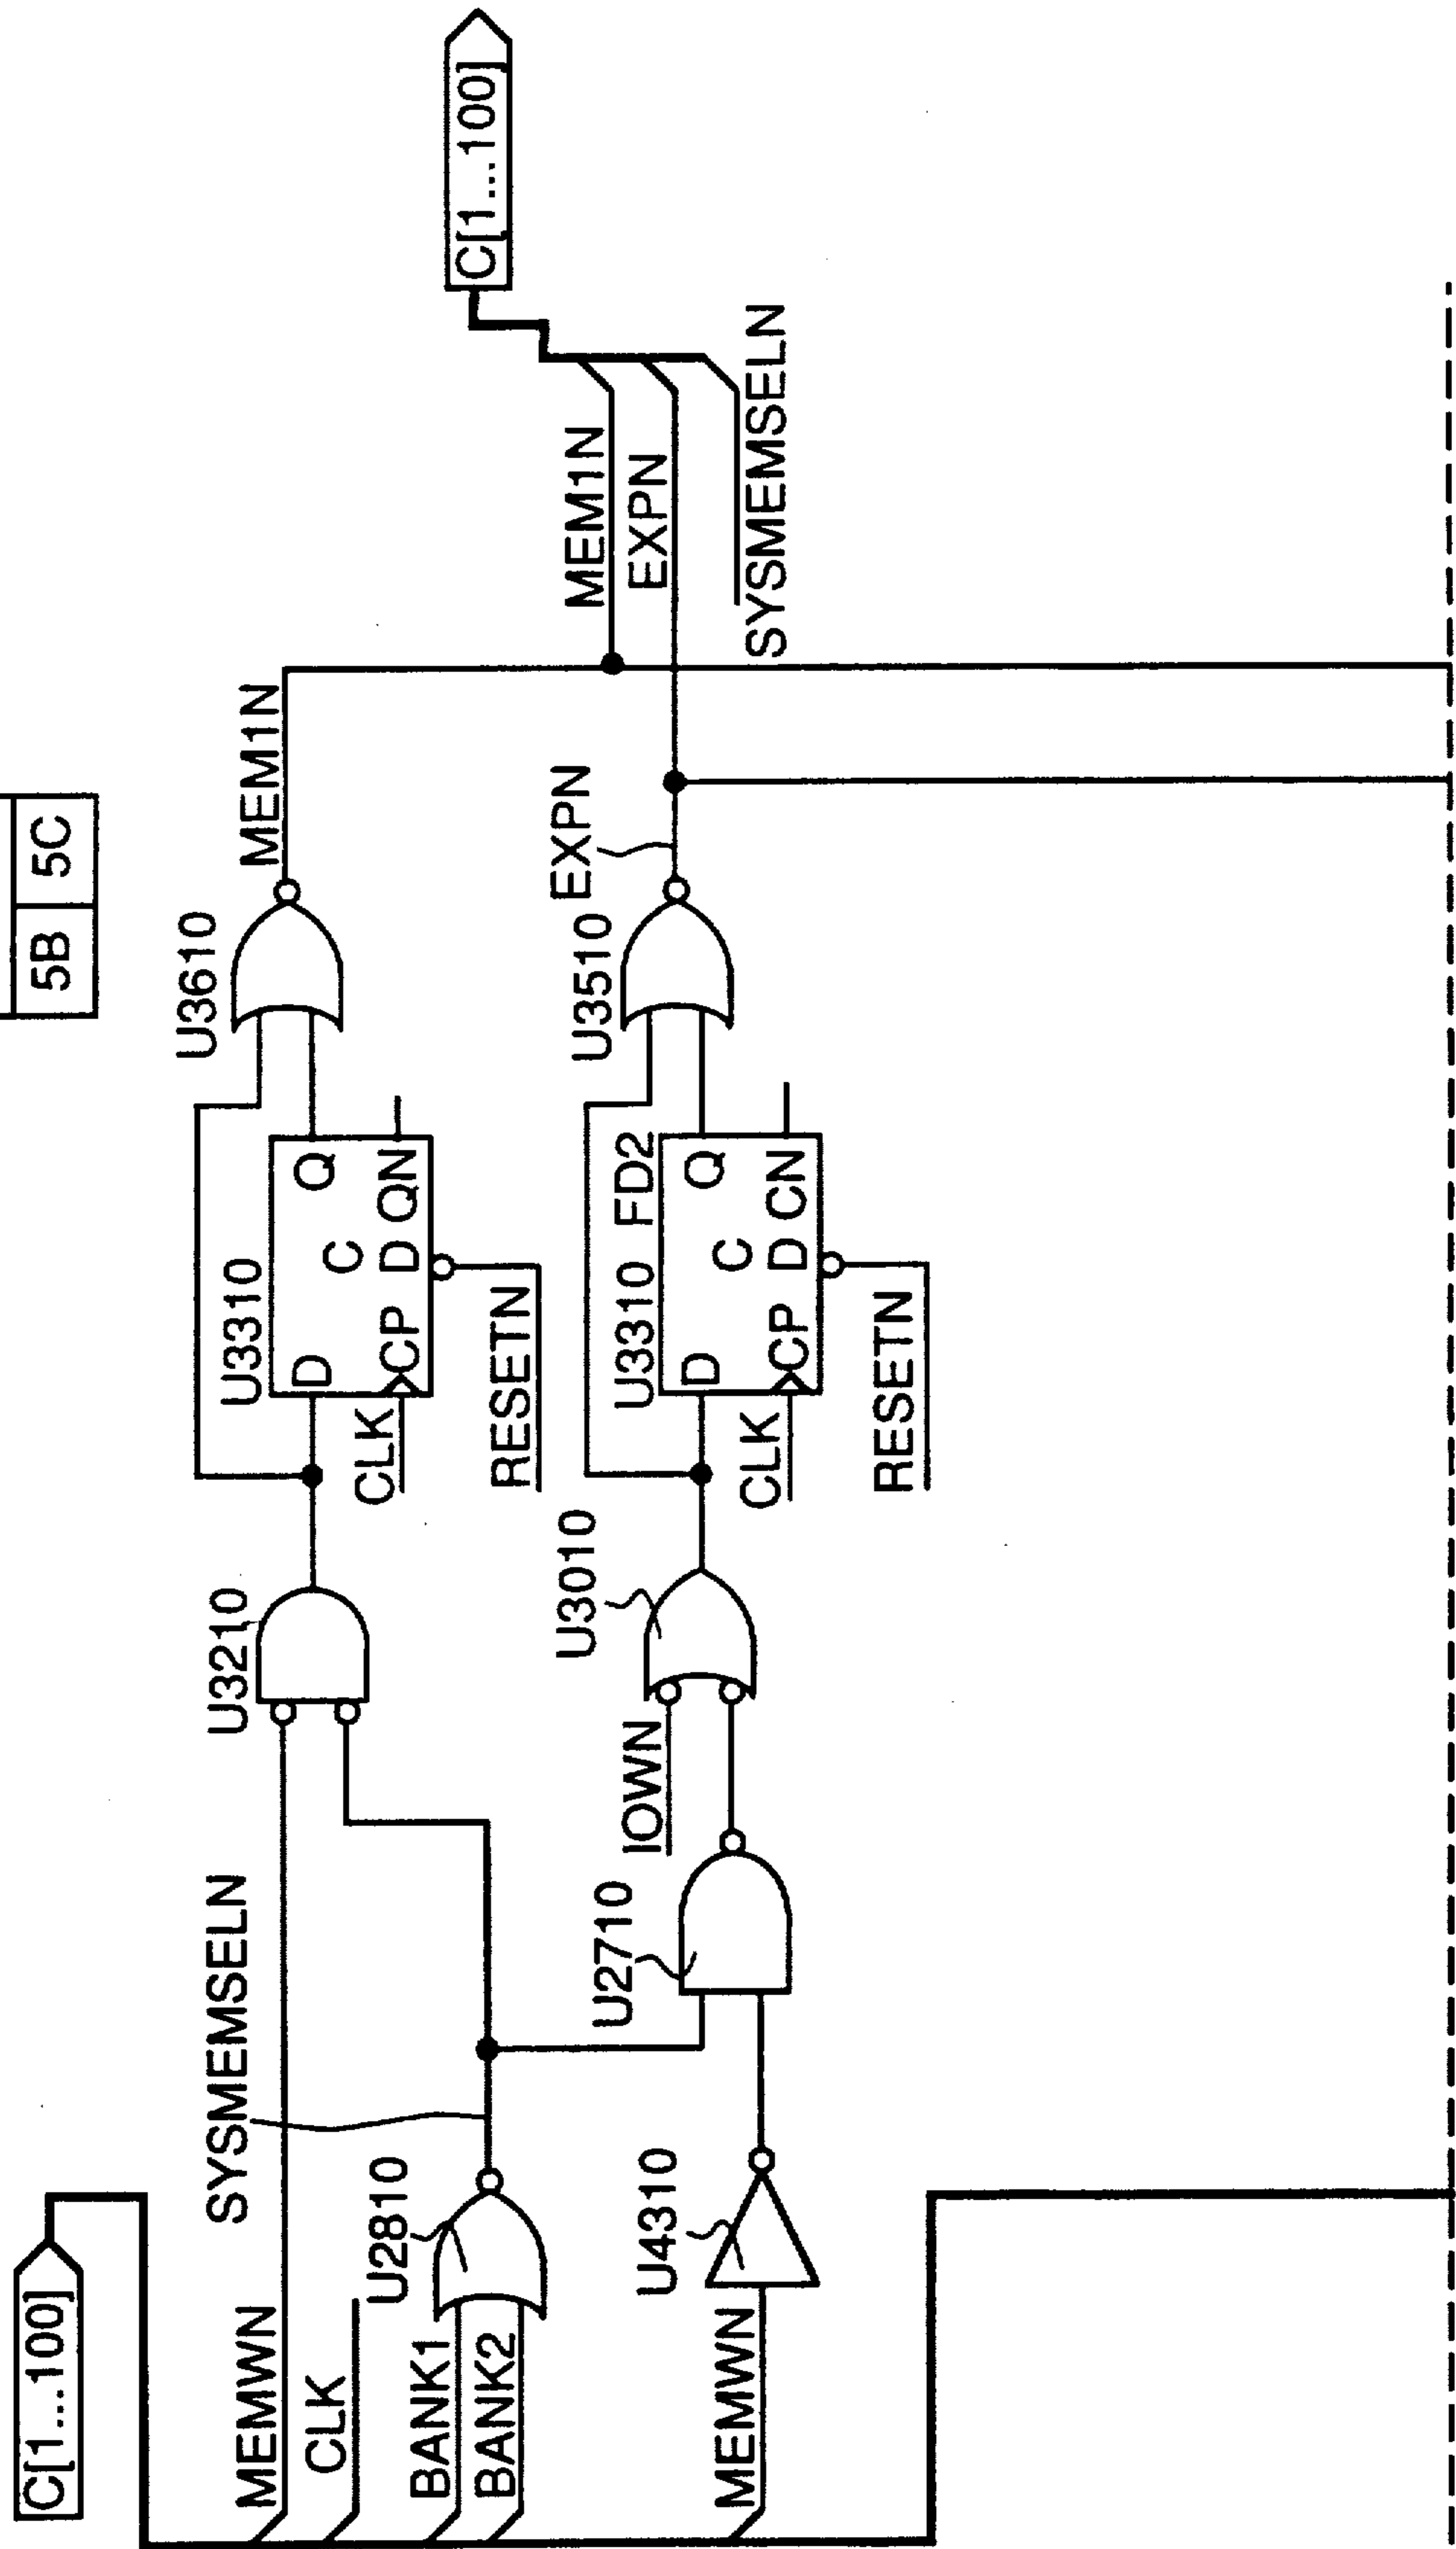 5B 5C
C[1...100]
MEMWN
CLK
BANK1
BANK2
MEMWN
SYSMEMSELN
U2810
U4310
U2710
IOWN
U3210
U3010
CLK
RESETN
U3310
D Q
C
CP D QN
U3610
MEM1N
CLK
RESETN
U3310 FD2
D Q
C
CP D CN
U3510
EXPN
MEM1N
EXPN
SYSMEMSELN
C[1...100]